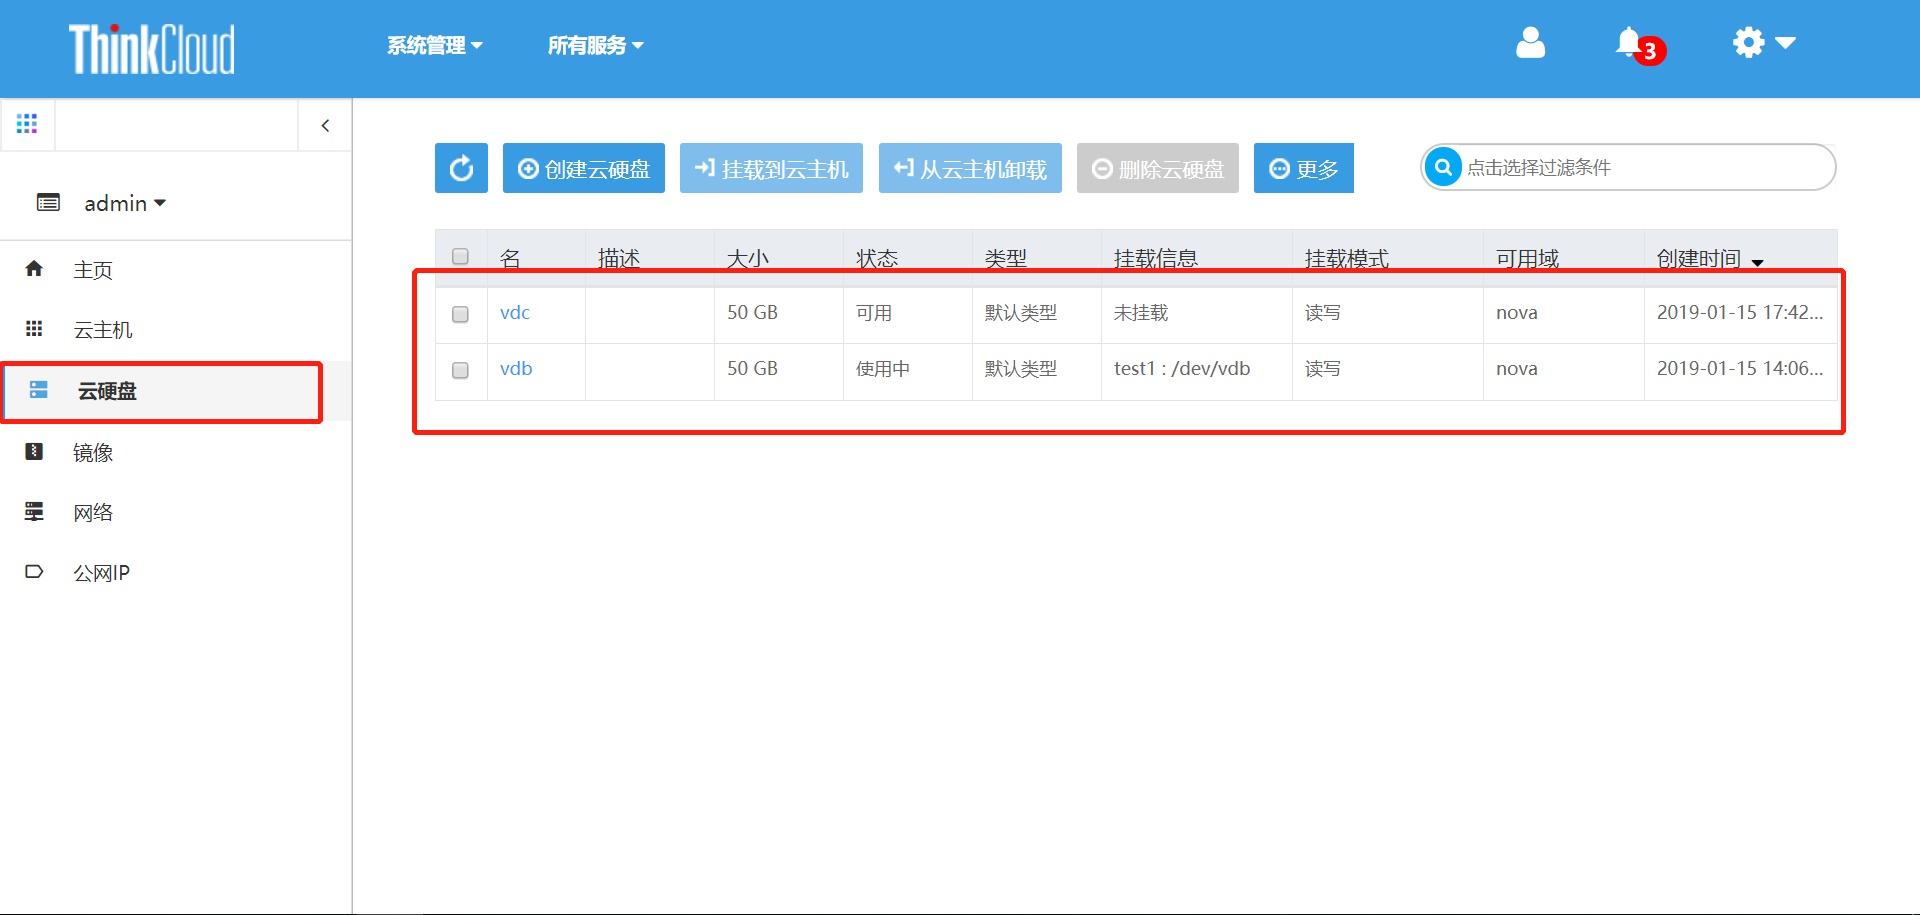 ThinkCloud 系统管理 所有服务 3
admin
主页
云主机
云硬盘
镜像
网络
公网IP
创建云硬盘 挂载到云主机 从云主机卸载 删除云硬盘 更多 点击选择过滤条件
名 描述 大小 状态 类型 挂载信息 挂载模式 可用域 创建时间
vdc 50 GB 可用 默认类型 未挂载 读写 nova 2019-01-15 17:42...
vdb 50 GB 使用中 默认类型 test1 : /dev/vdb 读写 nova 2019-01-15 14:06...